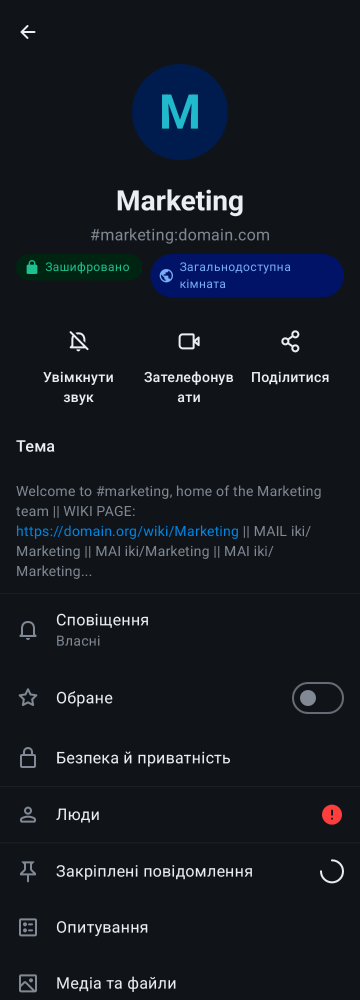 M
Marketing
#marketing:domain.com
Зашифровано
Загальнодоступна
кімната
Увімкнути
звук
Зателефонув
ати
Поділитися
Тема
Welcome to #marketing, home of the Marketing
team || WIKI PAGE:
https://domain.org/wiki/Marketing || MAIL iki/
Marketing || MAI iki/Marketing || MAI iki/
Marketing...
Сповіщення
Власні
Обране
Безпека й приватність
Люди
Закріплені повідомлення
Опитування
Медіа та файли